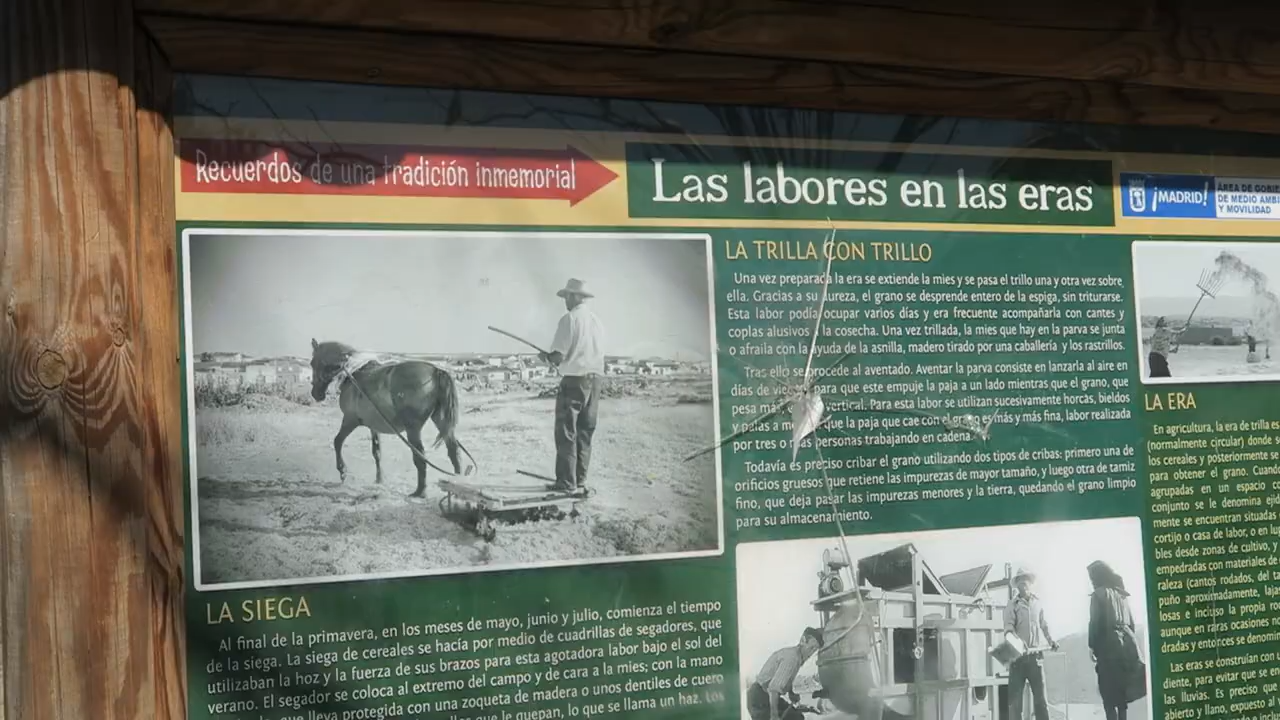 Recuerdos de una tradición inmemorial
Las labores en las eras
¡MADRID!
ÁREA DE
DE MEDIO
Y MOVILIDAD
LA TRILLA CON TRILLO
Una vez preparada la era se extiende la mies y se pasa el trillo una y otra vez sobre
ella. Gracias a su dureza, el grano se desprende entero de la espiga, sin triturarse.
Esta labor podía ocupar varios días y era frecuente acompañarla con cantes y
coplas alusivos la cosecha. Una vez trillada, la mies que hay en la parva se junta
o afraila con la ayuda de la asnilla, madero tirado por una caballería y los rastrillos.
Tras ello se procede al aventado. Aventar la parva consiste en lanzarla al aire en
días de para que este empuje la paja a un lado mientras que el grano, que
pesa más, vertical. Para esta labor se utilizan sucesivamente horcas, bieldos
y palas a que la paja que cae con el grano es más y más fina, labor realizada
por tres o más personas trabajando en cadena.
Todavía es preciso cribar el grano utilizando dos tipos de cribas: primero una de
orificios gruesos que retiene las impurezas de mayor tamaño, y luego otra de tamiz
fino, que deja pasar las impurezas menores y la tierra, quedando el grano limpio
para su almacenamiento.
LA SIEGA
Al final de la primavera, en los meses de mayo, junio y julio, comienza el tiempo
de la siega. La siega de cereales se hacía por medio de cuadrillas de segadores, que
utilizaban la hoz y la fuerza de sus brazos para esta agotadora labor bajo el sol del
verano. El segador se coloca al extremo del campo y de cara a la mies; con la mano
que lleva protegida con una zoqueta de madera o unos dentiles de cuero
que le quepan, lo que se llama un haz. Los
LA ERA
En agricultura, la era de trilla es
(normalmente circular) donde
los cereales y posteriormente se
para obtener el grano.
agrupadas en un espacio
conjunto se le denomina
mente se encuentran situadas
cortijo o casa de labor, o en
bles desde zonas de cultivo, y
empedradas con materiales de
raleza (cantos rodados, del
puño aproximadamente,
losas e incluso la propia
aunque en raras ocasiones
dradas y entonces se
Las eras se construían con
diente, para evitar que se
las lluvias. Es preciso que
abierto y llano, expuesto al